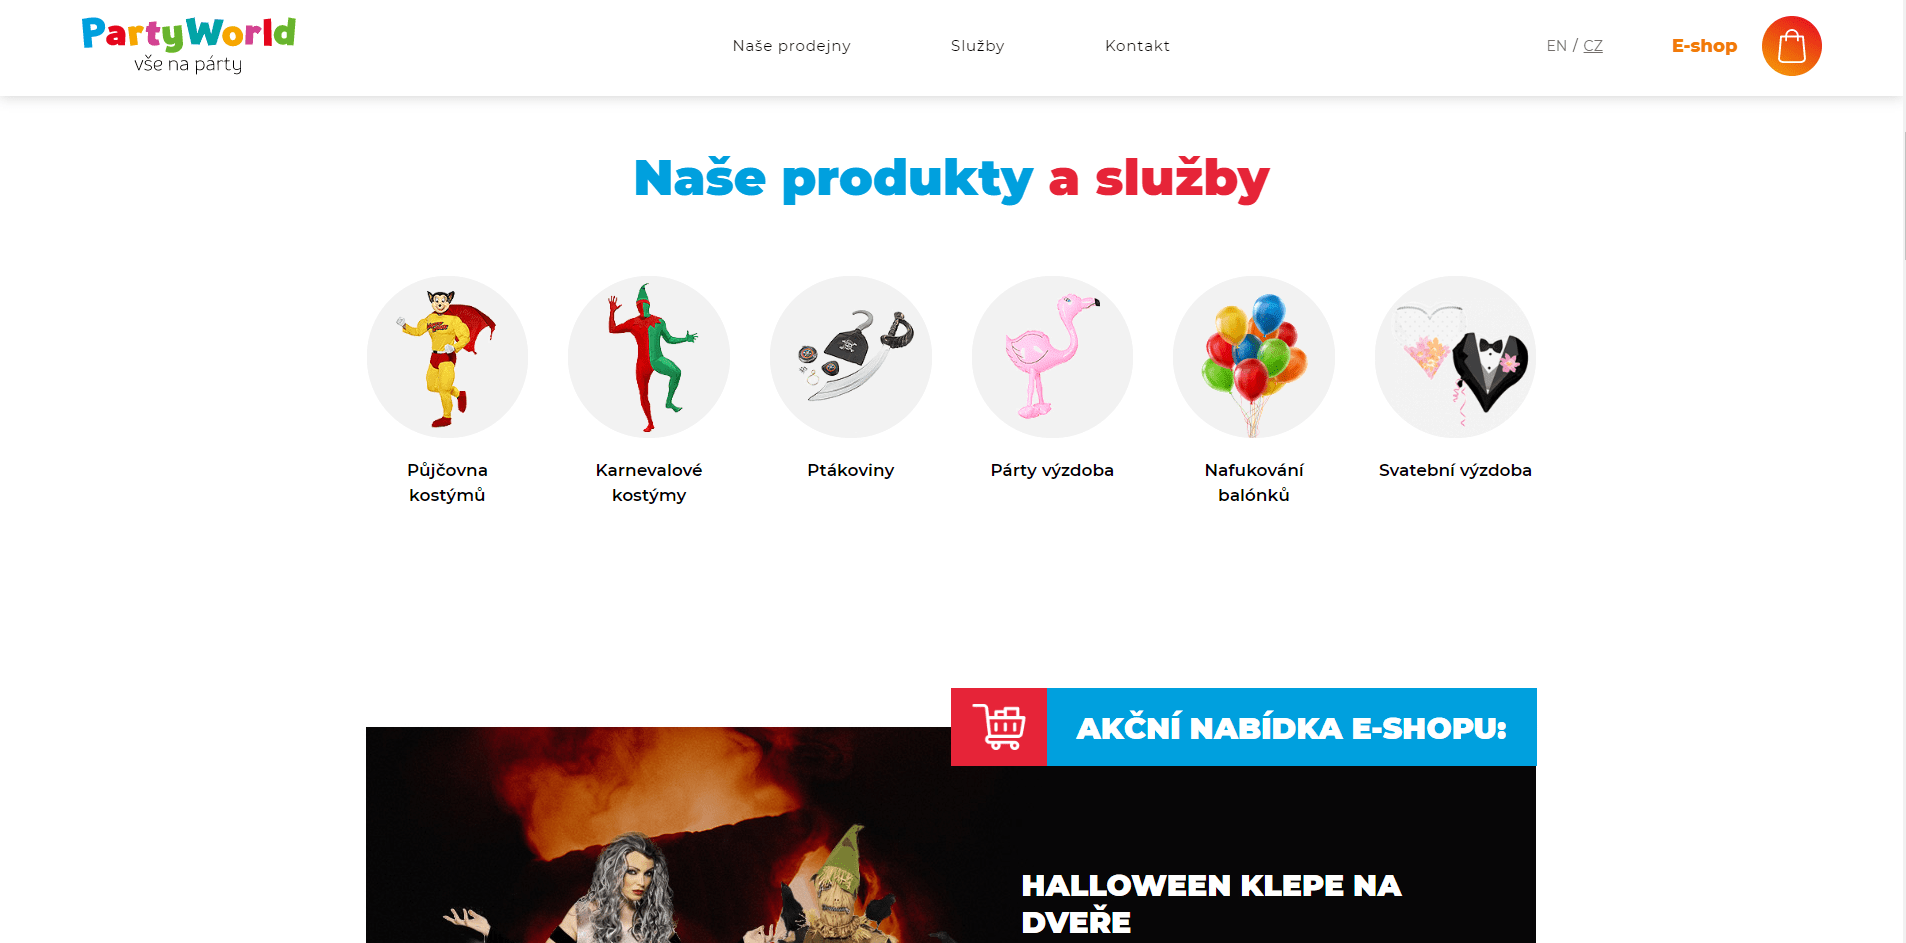 PartyWorld
vše na párty
Naše prodejny
Služby
Kontakt
EN / CZ
E-shop
Naše produkty a služby
Půjčovna
kostýmů
Karnevalové
kostýmy
Ptákoviny
Párty výzdoba
Nafukování
balónků
Svatební výzdoba
AKČNÍ NABÍDKA E-SHOPU:
HALLOWEEN KLEPE NA
DVEŘE